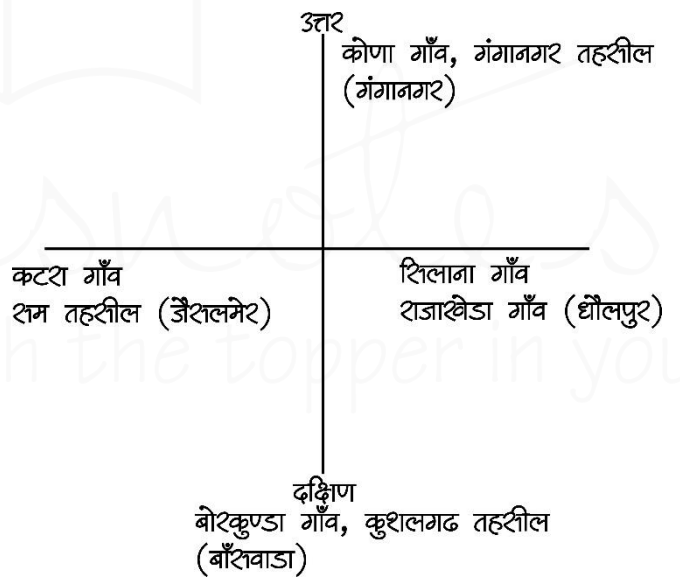 उत्तर
कोणा गाँव, गंगानगर तहसील
(गंगानगर)
कटरा गाँव
सम तहसील (जैसलमेर)
सिलाना गाँव
राजाखेडा गाँव (धौलपुर)
दक्षिण
बोरकुण्डा गाँव, कुशलगढ तहसील
(बाँसवाडा)